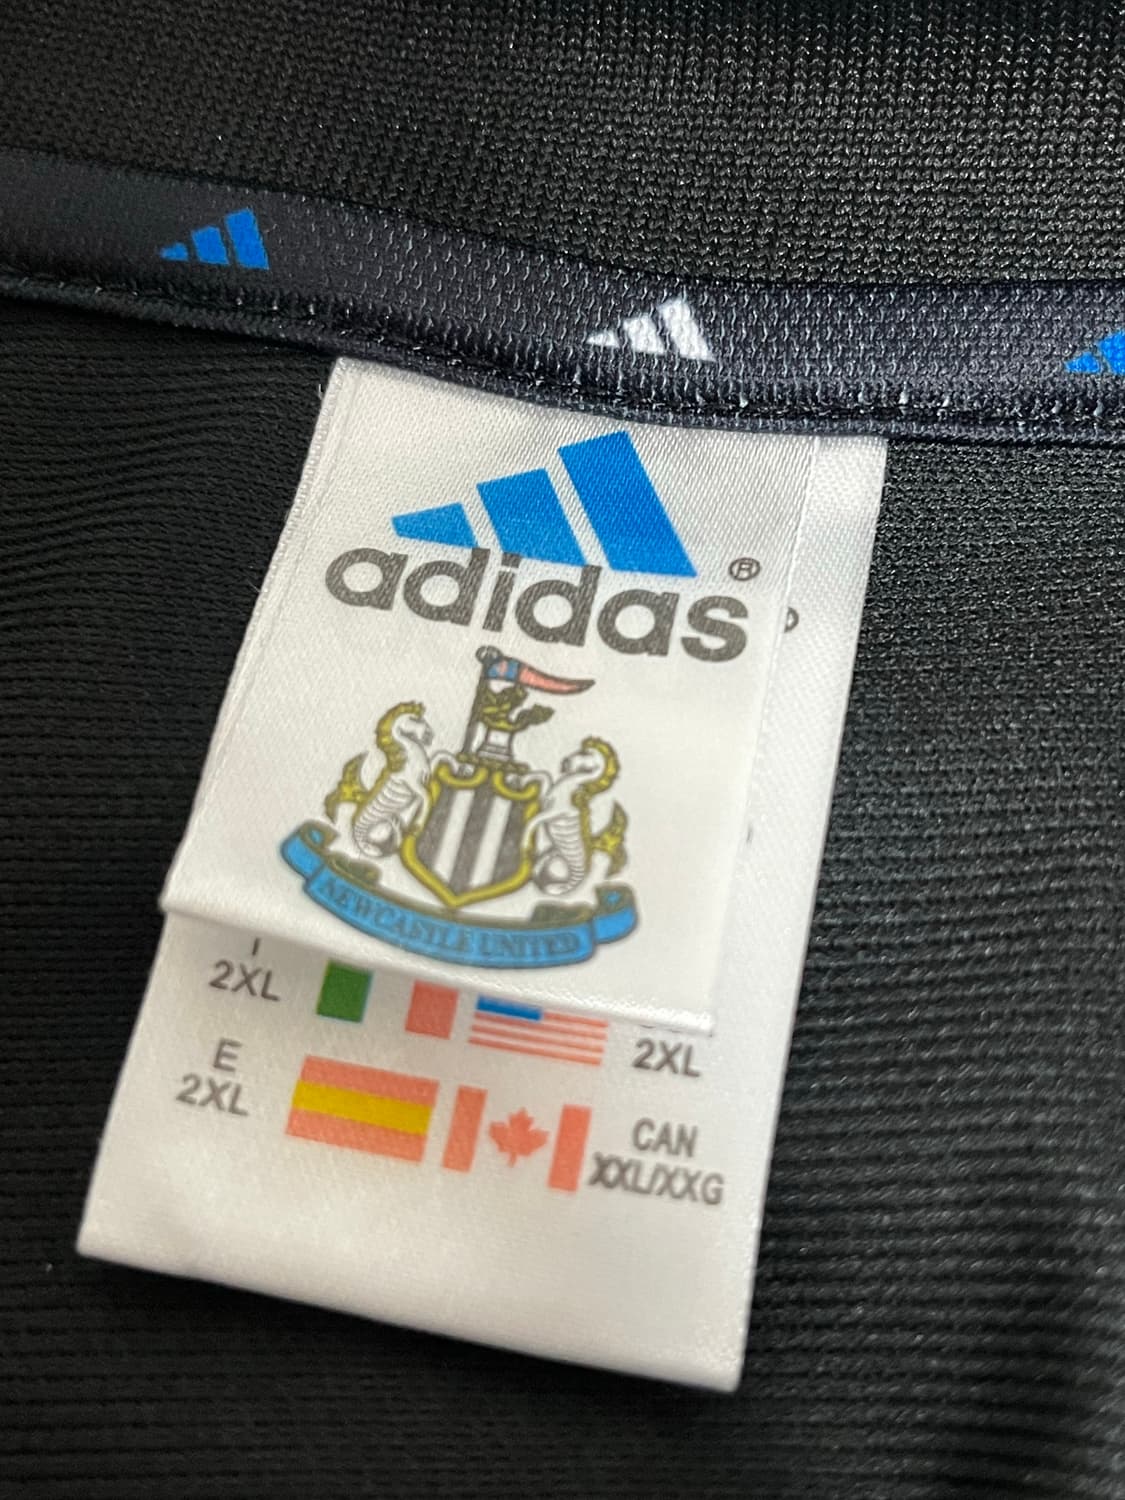 adidas ®
NEWCASTLE UNITED
I
2XL
2XL
E
2XL
CAN
XXL/XXG